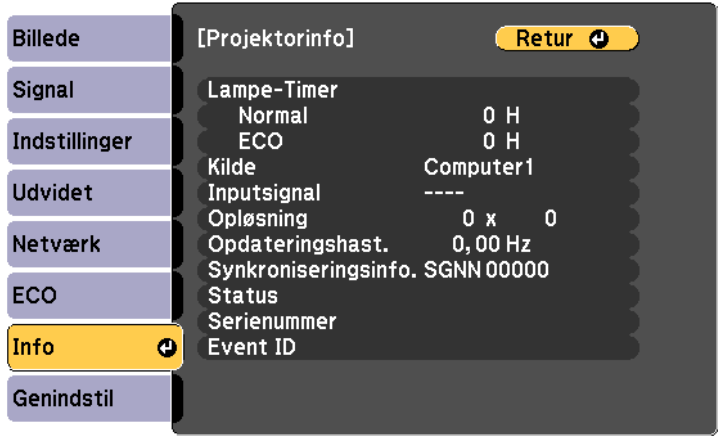 Billede
Signal
Indstillinger
Udvidet
Netværk
ECO
Info
Genindstil
[Projektorinfo] Retur
Lampe-Timer
Normal 0 H
ECO 0 H
Kilde Computer1
Inputsignal ----
Opløsning 0 x 0
Opdateringshast. 0,00 Hz
Synkroniseringsinfo. SGNN 00000
Status
Serienummer
Event ID